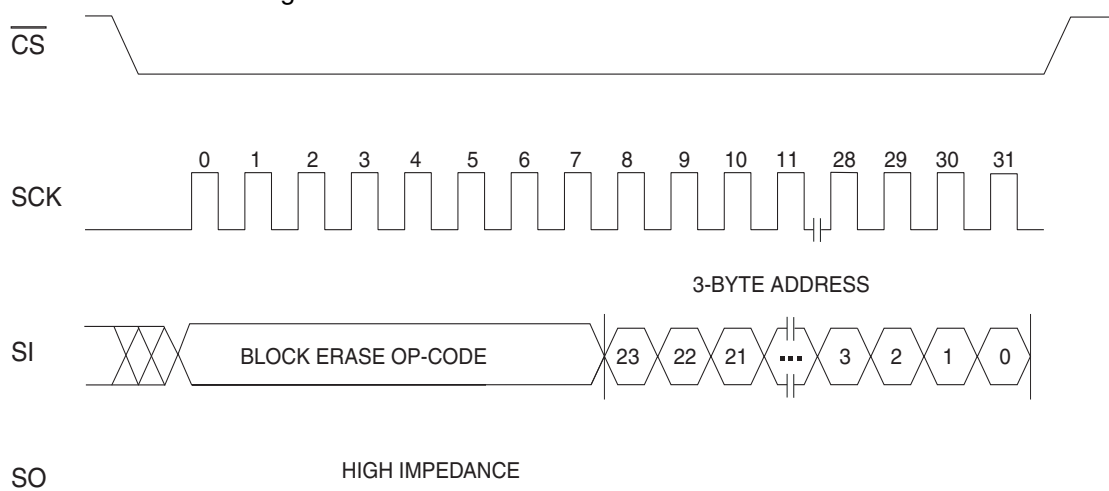 CS
0 1 2 3 4 5 6 7 8 9 10 11 28 29 30 31
SCK
3-BYTE ADDRESS
SI BLOCK ERASE OP-CODE 23 22 21 ... 3 2 1 0
SO HIGH IMPEDANCE